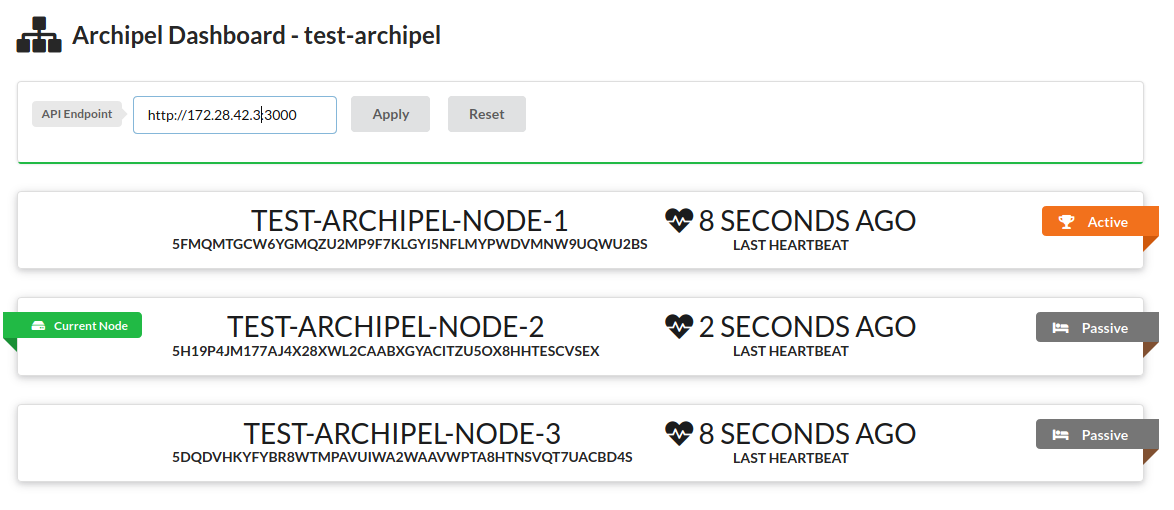 Archipel Dashboard - test-archipel
API Endpoint http://172.28.42.3:3000 Apply Reset
TEST-ARCHIPEL-NODE-1 8 SECONDS AGO Active
5FMQMTGCW6YGMQZU2MP9F7KLGYI5NFLMYPWDVMNW9UQWU2BS LAST HEARTBEAT
Current Node TEST-ARCHIPEL-NODE-2 2 SECONDS AGO Passive
5H19P4JM177AJ4X28XWL2CAABXGYACITZU5OX8HHTESCVSEX LAST HEARTBEAT
TEST-ARCHIPEL-NODE-3 8 SECONDS AGO Passive
5DQDVHKYFYBR8WTMPAVUIWA2WAAVWPTA8HTNSVQT7UACBD4S LAST HEARTBEAT